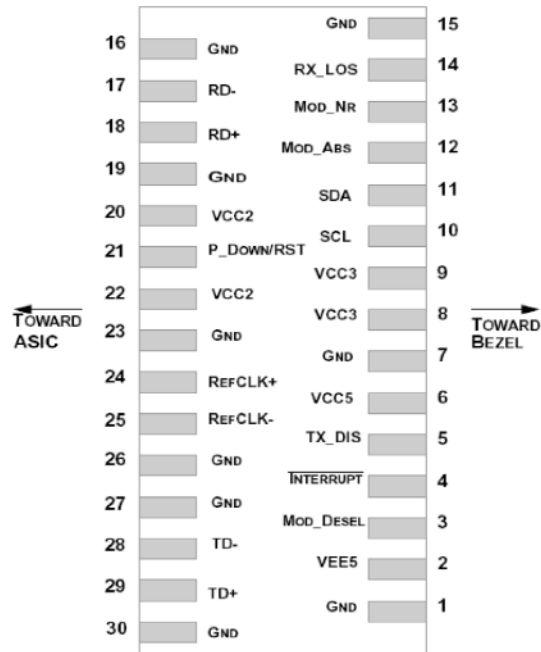 GND 15
16 GND
RX_LOS 14
17 RD-
MOD_NR 13
18 RD+
MOD_ABS 12
19 GND
SDA 11
20 VCC2
SCL 10
21 P_DOWN/RST
VCC3 9
22 VCC2
VCC3 8
TOWARD
ASIC
TOWARD
BEZEL
23 GND
GND 7
24 REFCLK+
VCC5 6
25 REFCLK-
TX_DIS 5
26 GND
INTERRUPT 4
27 GND
MOD_DESEL 3
28 TD-
VEE5 2
29 TD+
GND 1
30 GND